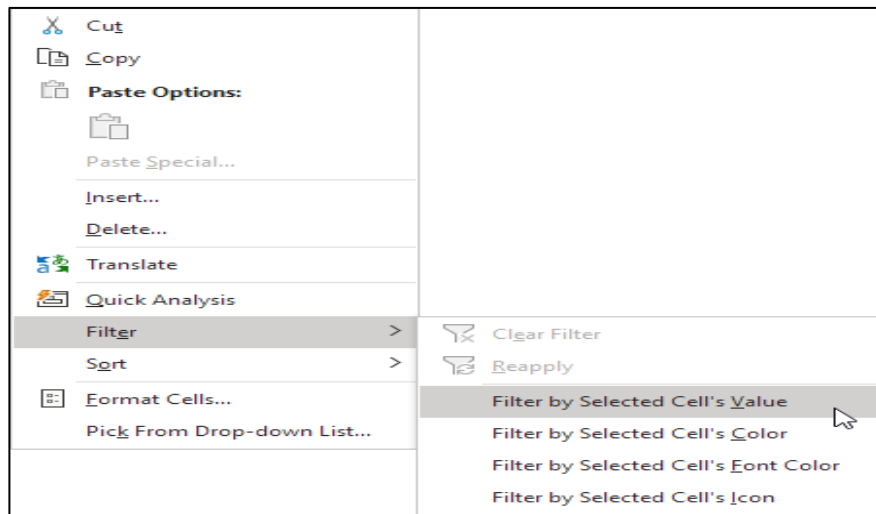 Cut
Copy
Paste Options:
Paste Special...
Insert...
Delete...
Translate
Quick Analysis
Filter >
Sort >
Format Cells...
Pick From Drop-down List...
Clear Filter
Reapply
Filter by Selected Cell's Value
Filter by Selected Cell's Color
Filter by Selected Cell's Font Color
Filter by Selected Cell's Icon